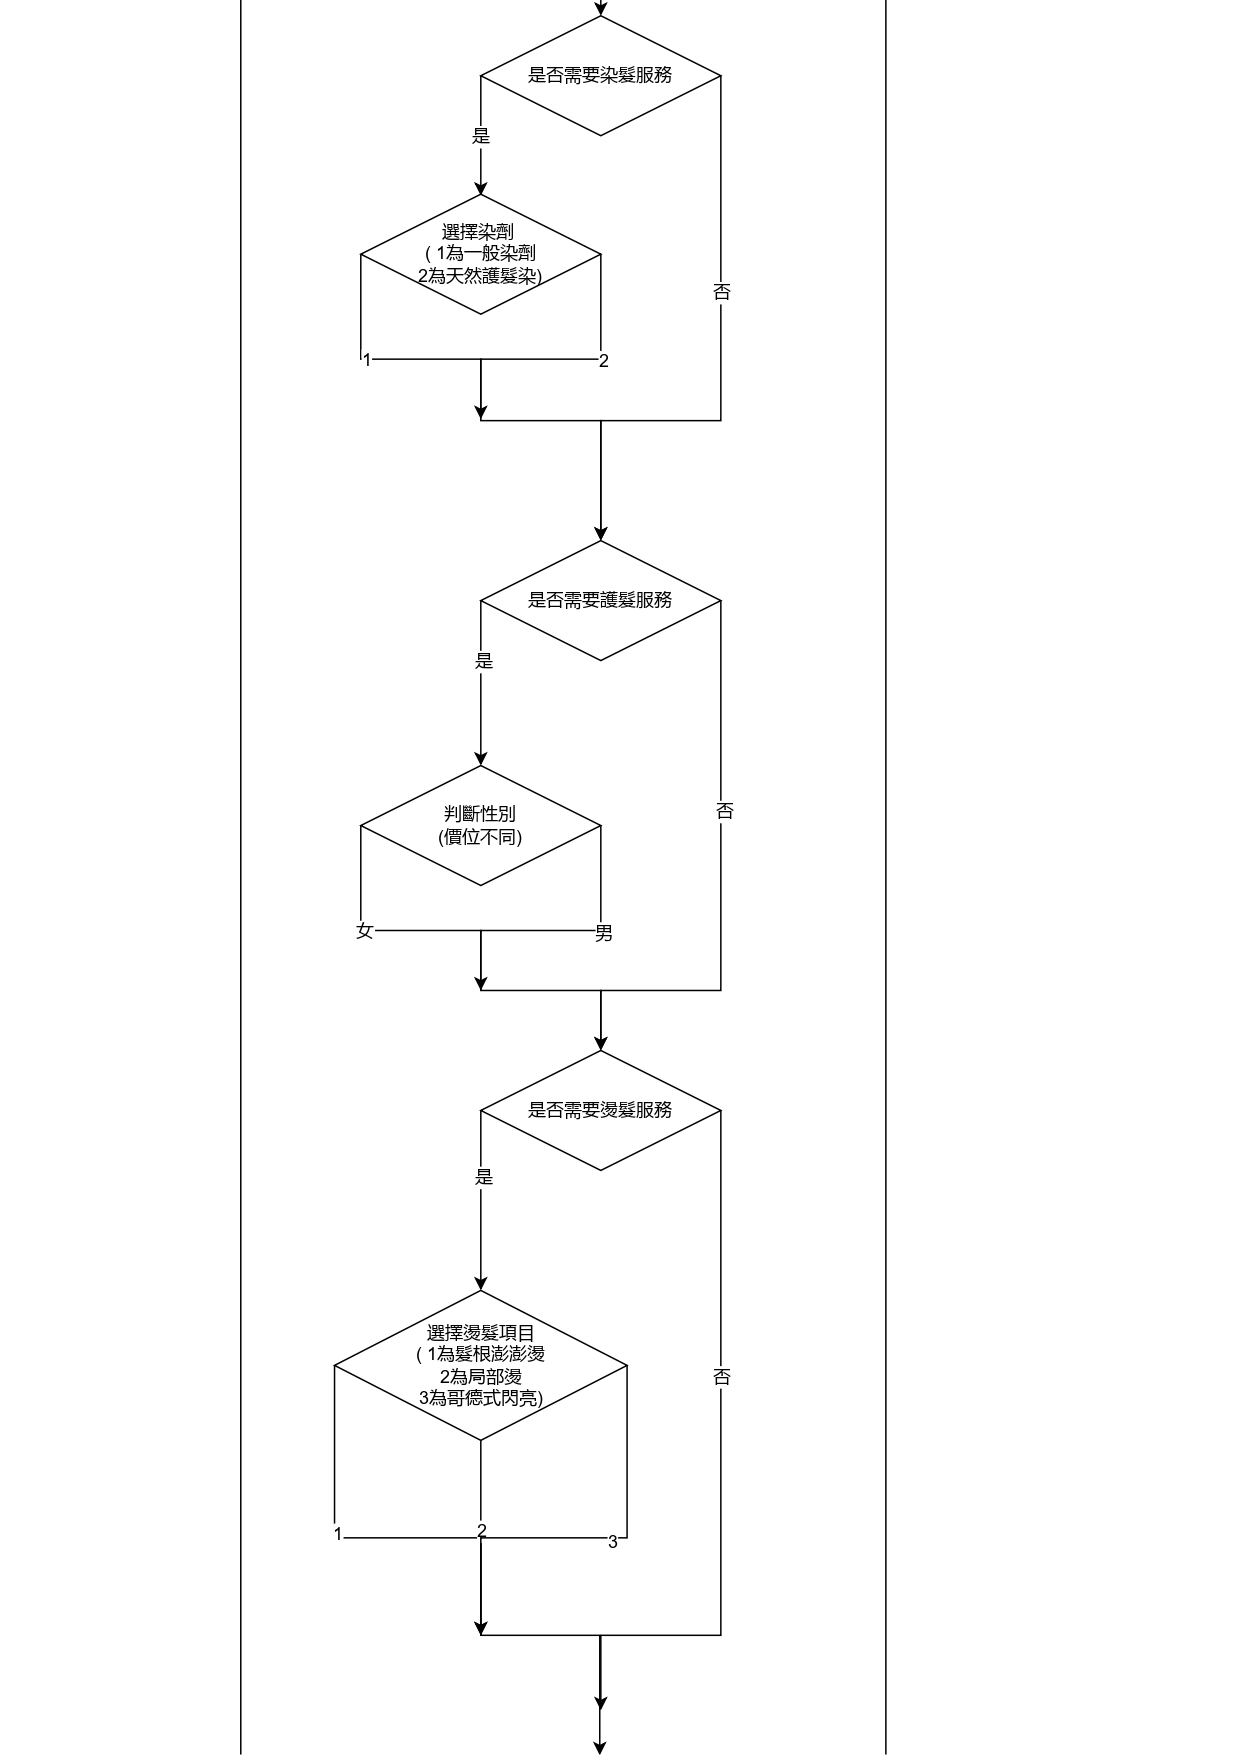 是否需要染髮服務
是
選擇染劑
( 1為一般染劑
2為天然護髮染)
否
1
2
是否需要護髮服務
是
判斷性別
(價位不同)
否
女
男
是否需要燙髮服務
是
選擇燙髮項目
( 1為髮根澎澎燙
2為局部燙
3為哥德式閃亮)
否
1
2
3